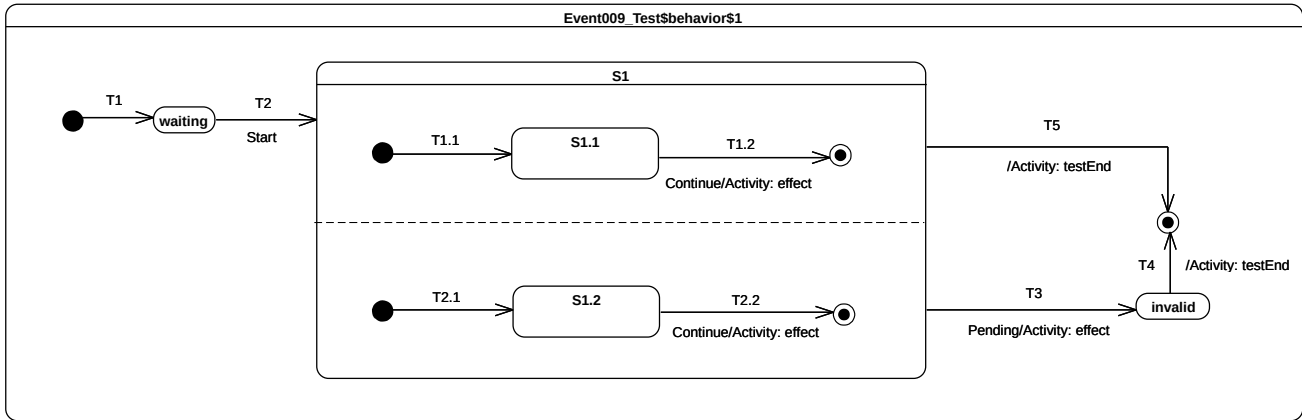 Event009_Test$behavior$1
S1
T1
waiting
T2
Start
T1.1
S1.1
T1.2
Continue/Activity: effect
T2.1
S1.2
T2.2
Continue/Activity: effect
T5
/Activity: testEnd
T4
/Activity: testEnd
T3
invalid
Pending/Activity: effect